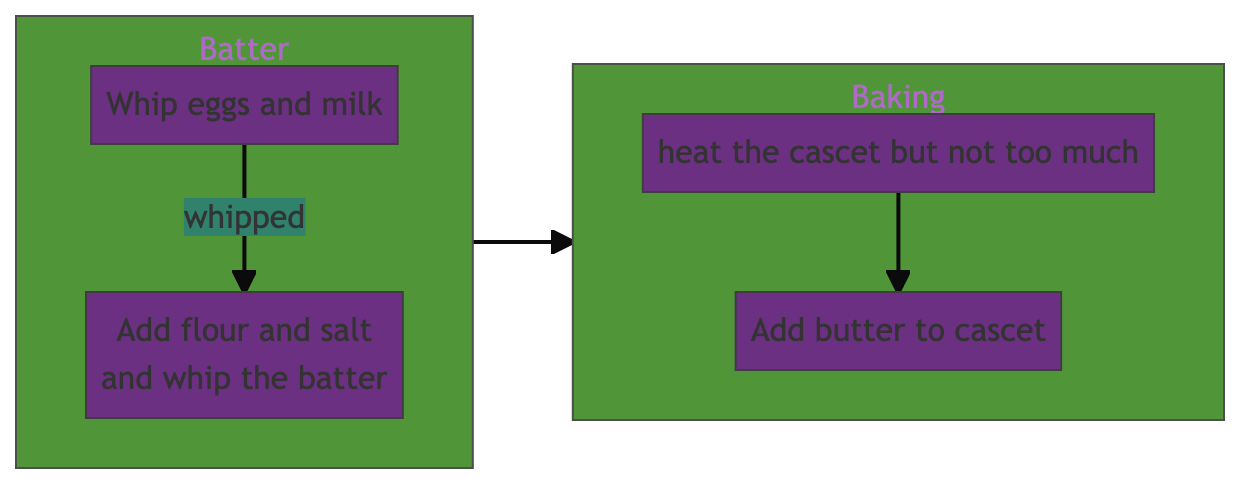 Batter
Whip eggs and milk
whipped
Add flour and salt
and whip the batter
Baking
heat the cascet but not too much
Add butter to cascet